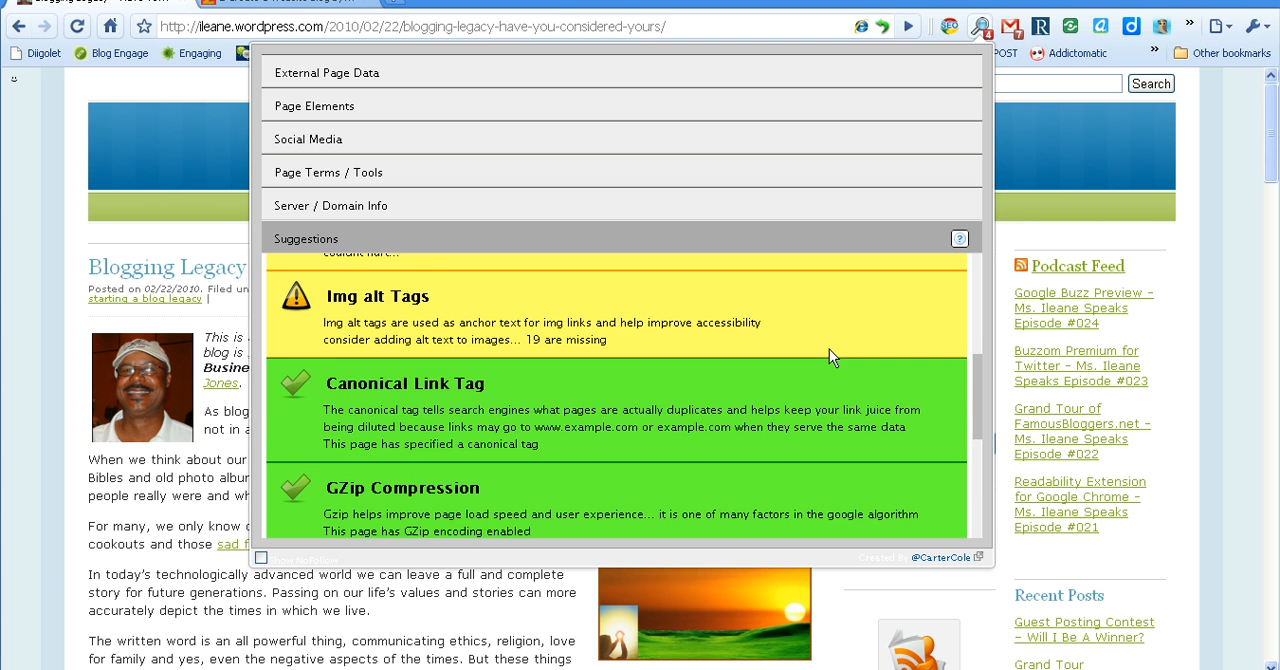 http://ileane.wordpress.com/2010/02/22/blogging-legacy-have-you-considered-yours/
SEO
4
7
Diigolet
Blog Engage
Engaging
POST
Addictomatic
Other bookmarks
Search
External Page Data
Page Elements
Social Media
Page Terms / Tools
Server / Domain Info
Suggestions
?
couldn't hurt...
Img alt Tags
Img alt tags are used as anchor text for img links and help improve accessibility
consider adding alt text to images... 19 are missing
Canonical Link Tag
The canonical tag tells search engines what pages are actually duplicates and helps keep your link juice from
being diluted because links may go to www.example.com or example.com when they serve the same data
This page has specified a canonical tag
GZip Compression
Gzip helps improve page load speed and user experience... it is one of many factors in the google algorithm
This page has GZip encoding enabled
Show NoFollow
Created By @CarterCole
Blogging Legacy
Posted on 02/22/2010. Filed un
starting a blog legacy |
This is
blog is
Busine
Jones.
As blog
not in a
When we think about our
Bibles and old photo albur
people really were and wh
For many, we only know o
cookouts and those sad f
In today's technologically advanced world we can leave a full and complete
story for future generations. Passing on our life's values and stories can more
accurately depict the times in which we live.
The written word is an all powerful thing, communicating ethics, religion, love
for family and yes, even the negative aspects of the times. But these things
Podcast Feed
Google Buzz Preview –
Ms. Ileane Speaks
Episode #024
Buzzom Premium for
Twitter – Ms. Ileane
Speaks Episode #023
Grand Tour of
FamousBloggers.net –
Ms. Ileane Speaks
Episode #022
Readability Extension
for Google Chrome –
Ms. Ileane Speaks
Episode #021
Recent Posts
Guest Posting Contest
– Will I Be A Winner?
Grand Tour